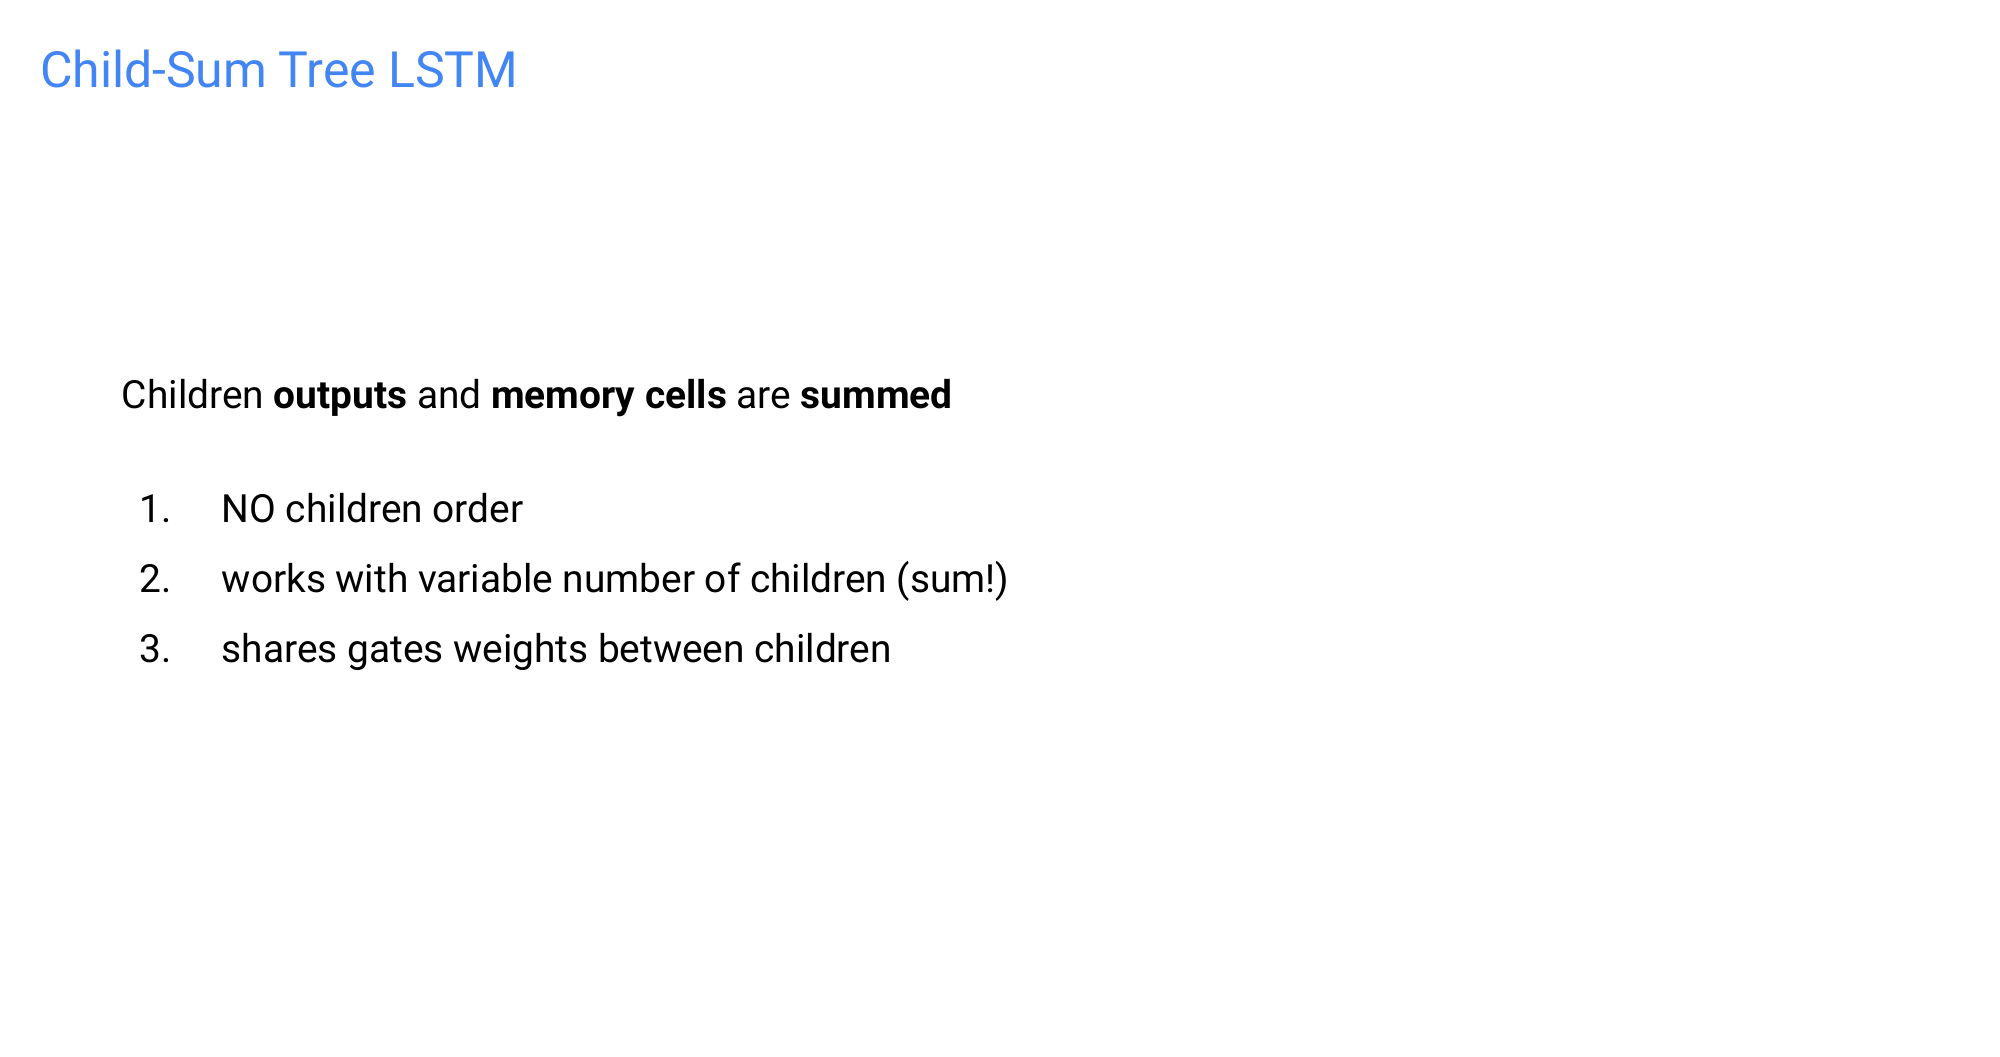 Child-Sum Tree LSTM
Children outputs and memory cells are summed
1. NO children order
2. works with variable number of children (sum!)
3. shares gates weights between children